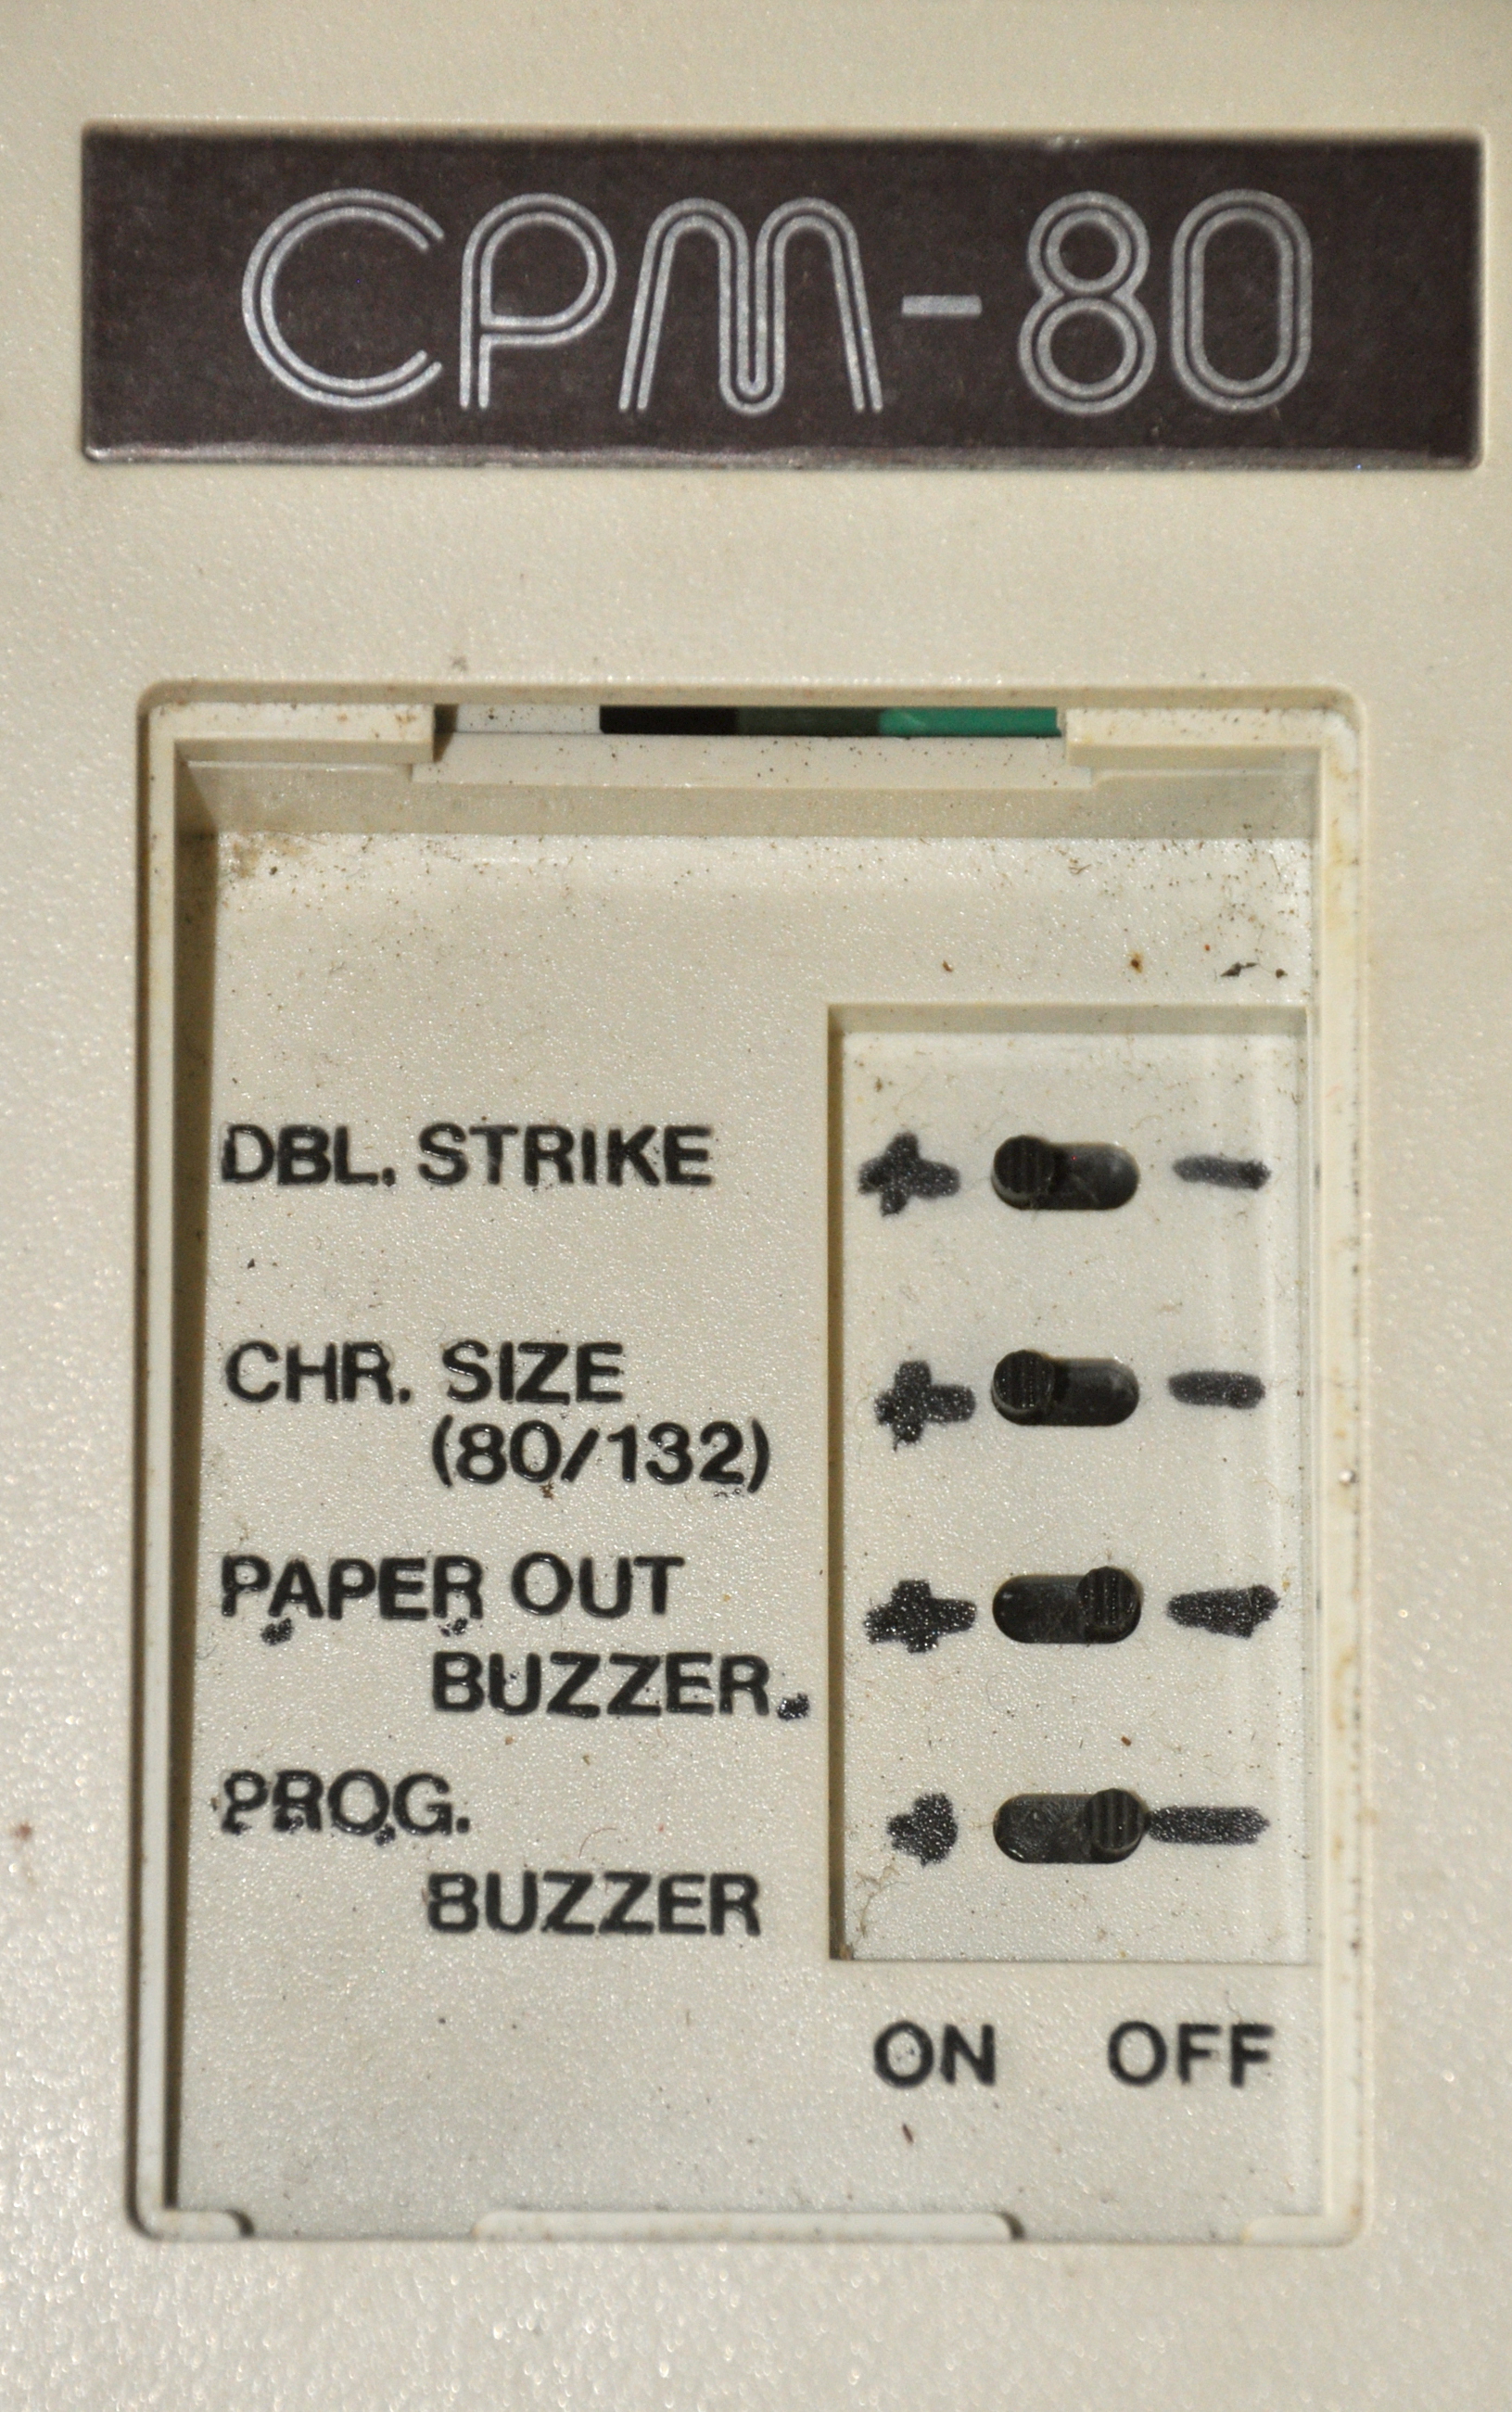 CPM-80
DBL. STRIKE + -
CHR. SIZE + -
(80/132)
PAPER OUT + -
BUZZER.
PROG. + -
BUZZER
ON OFF